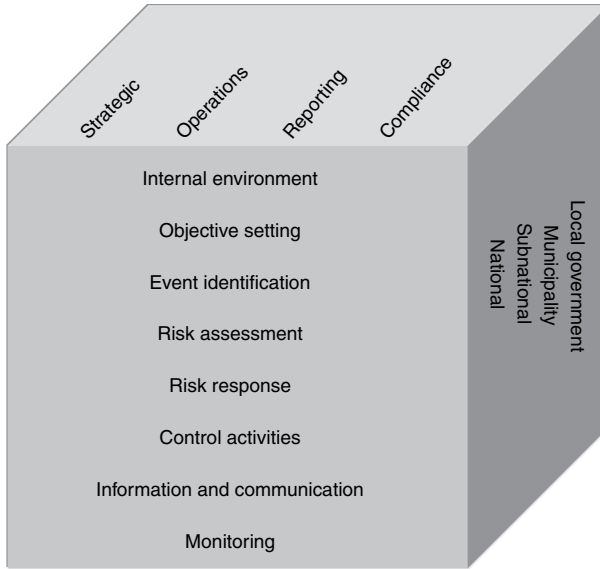 Strategic
Operations
Reporting
Compliance
Internal environment
Objective setting
Event identification
Risk assessment
Risk response
Control activities
Information and communication
Monitoring
Local government
Municipality
Subnational
National